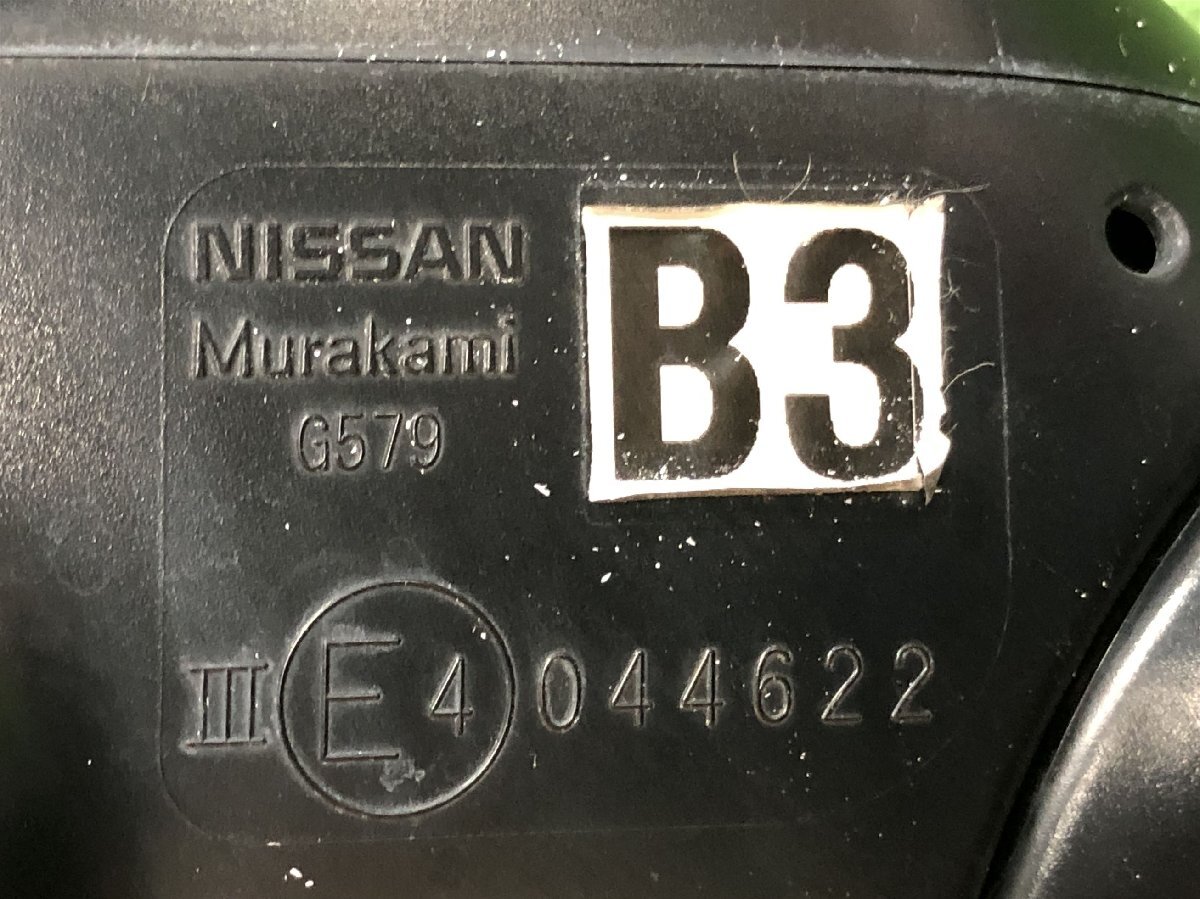 NISSAN
Murakami
G579
B3
III E4 044622